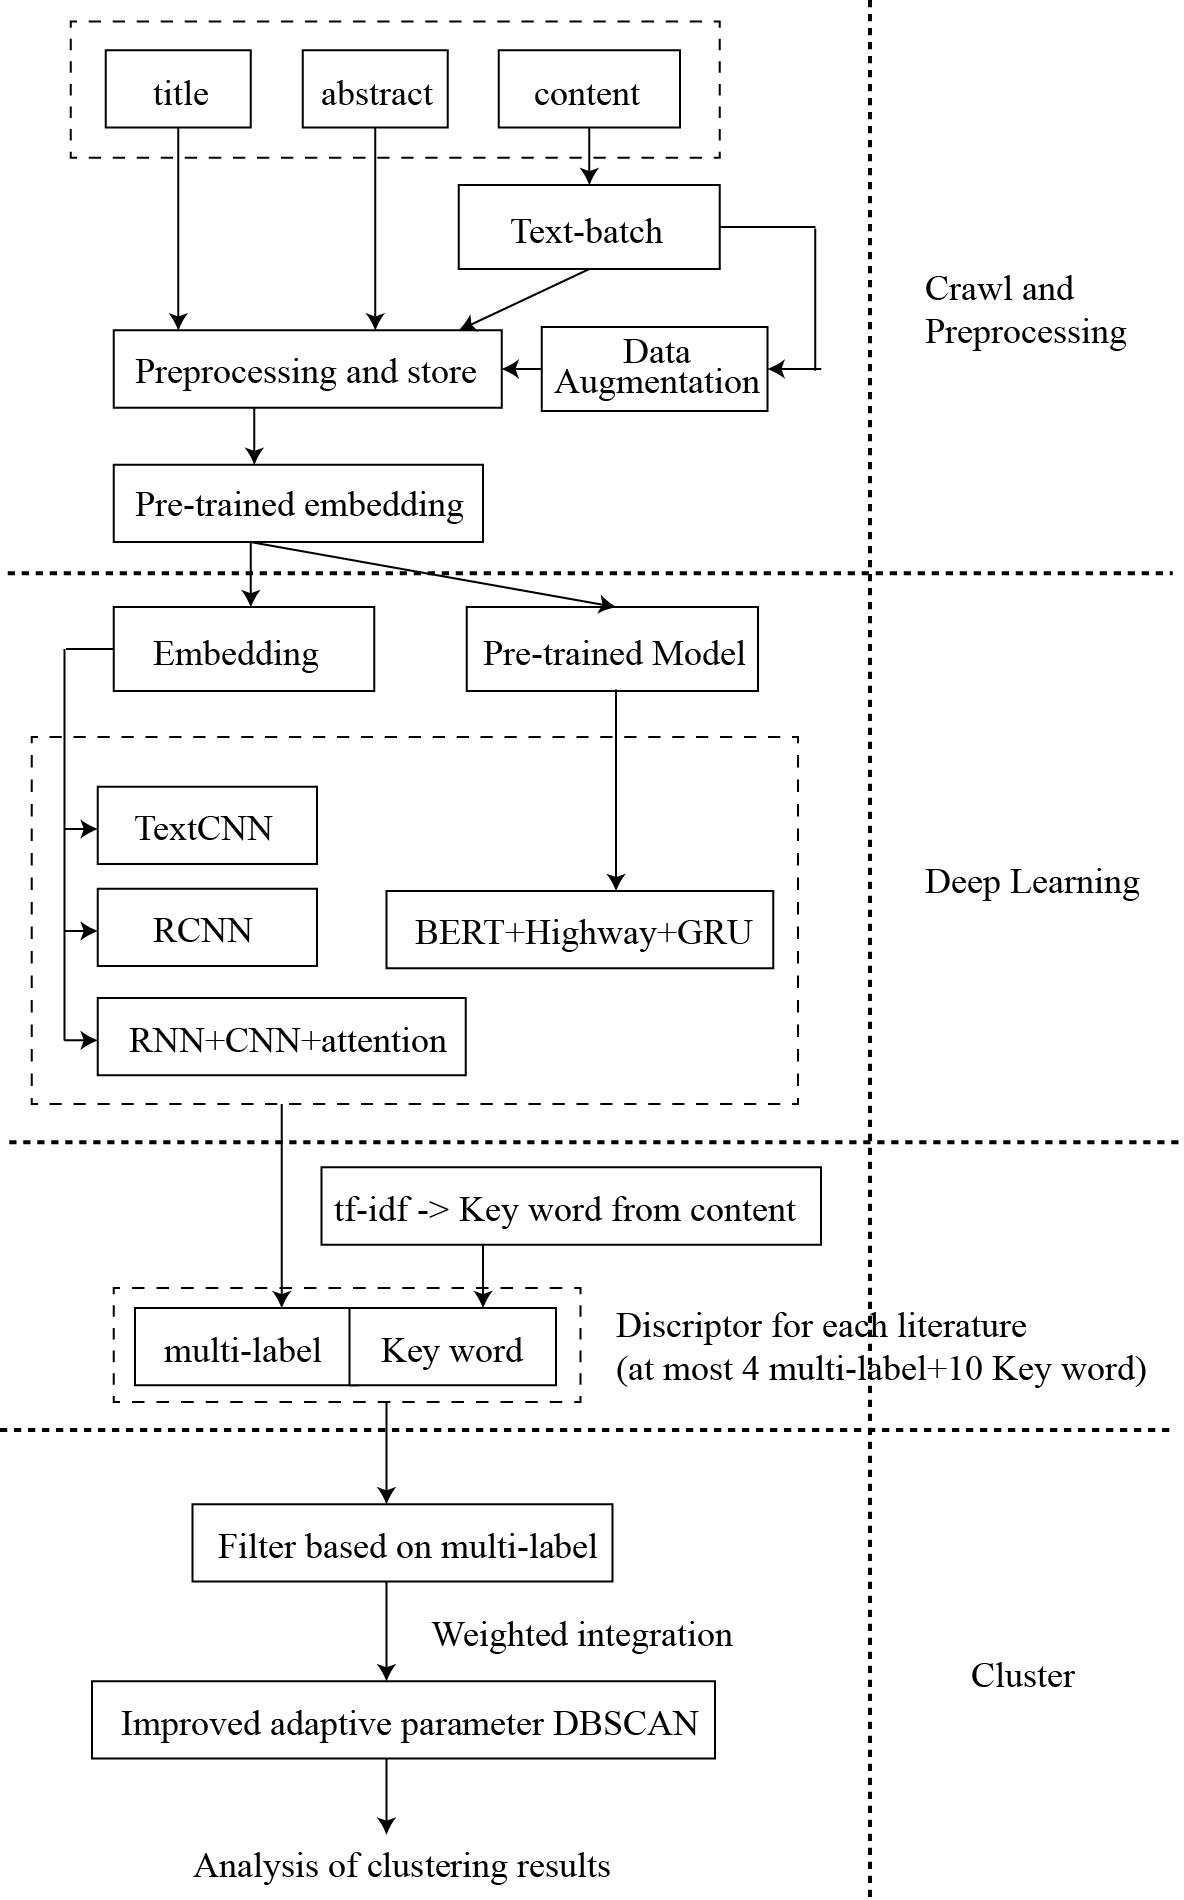 title
abstract
content
Text-batch
Crawl and
Preprocessing
Data
Augmentation
Preprocessing and store
Pre-trained embedding
Embedding
Pre-trained Model
TextCNN
RCNN
BERT+Highway+GRU
Deep Learning
RNN+CNN+attention
tf-idf -> Key word from content
multi-label
Key word
Discriptor for each literature
(at most 4 multi-label+10 Key word)
Filter based on multi-label
Weighted integration
Cluster
Improved adaptive parameter DBSCAN
Analysis of clustering results